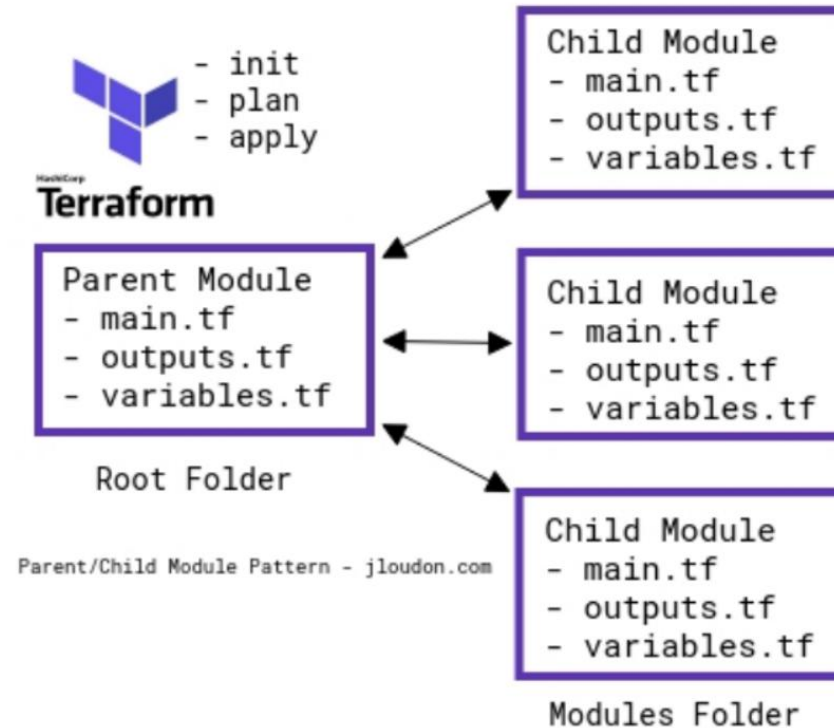 - init
- plan
- apply
HashiCorp
Terraform
Parent Module
- main.tf
- outputs.tf
- variables.tf
Root Folder
Parent/Child Module Pattern - jloudon.com
Child Module
- main.tf
- outputs.tf
- variables.tf
Child Module
- main.tf
- outputs.tf
- variables.tf
Child Module
- main.tf
- outputs.tf
- variables.tf
Modules Folder